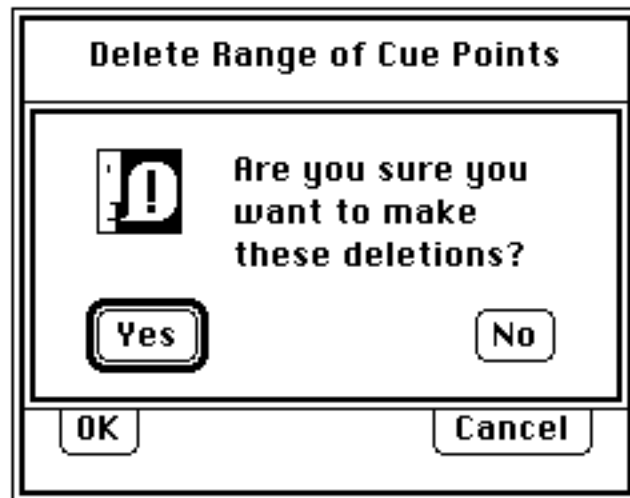 Delete Range of Cue Points
!
Are you sure you
want to make
these deletions?
Yes
No
OK
Cancel